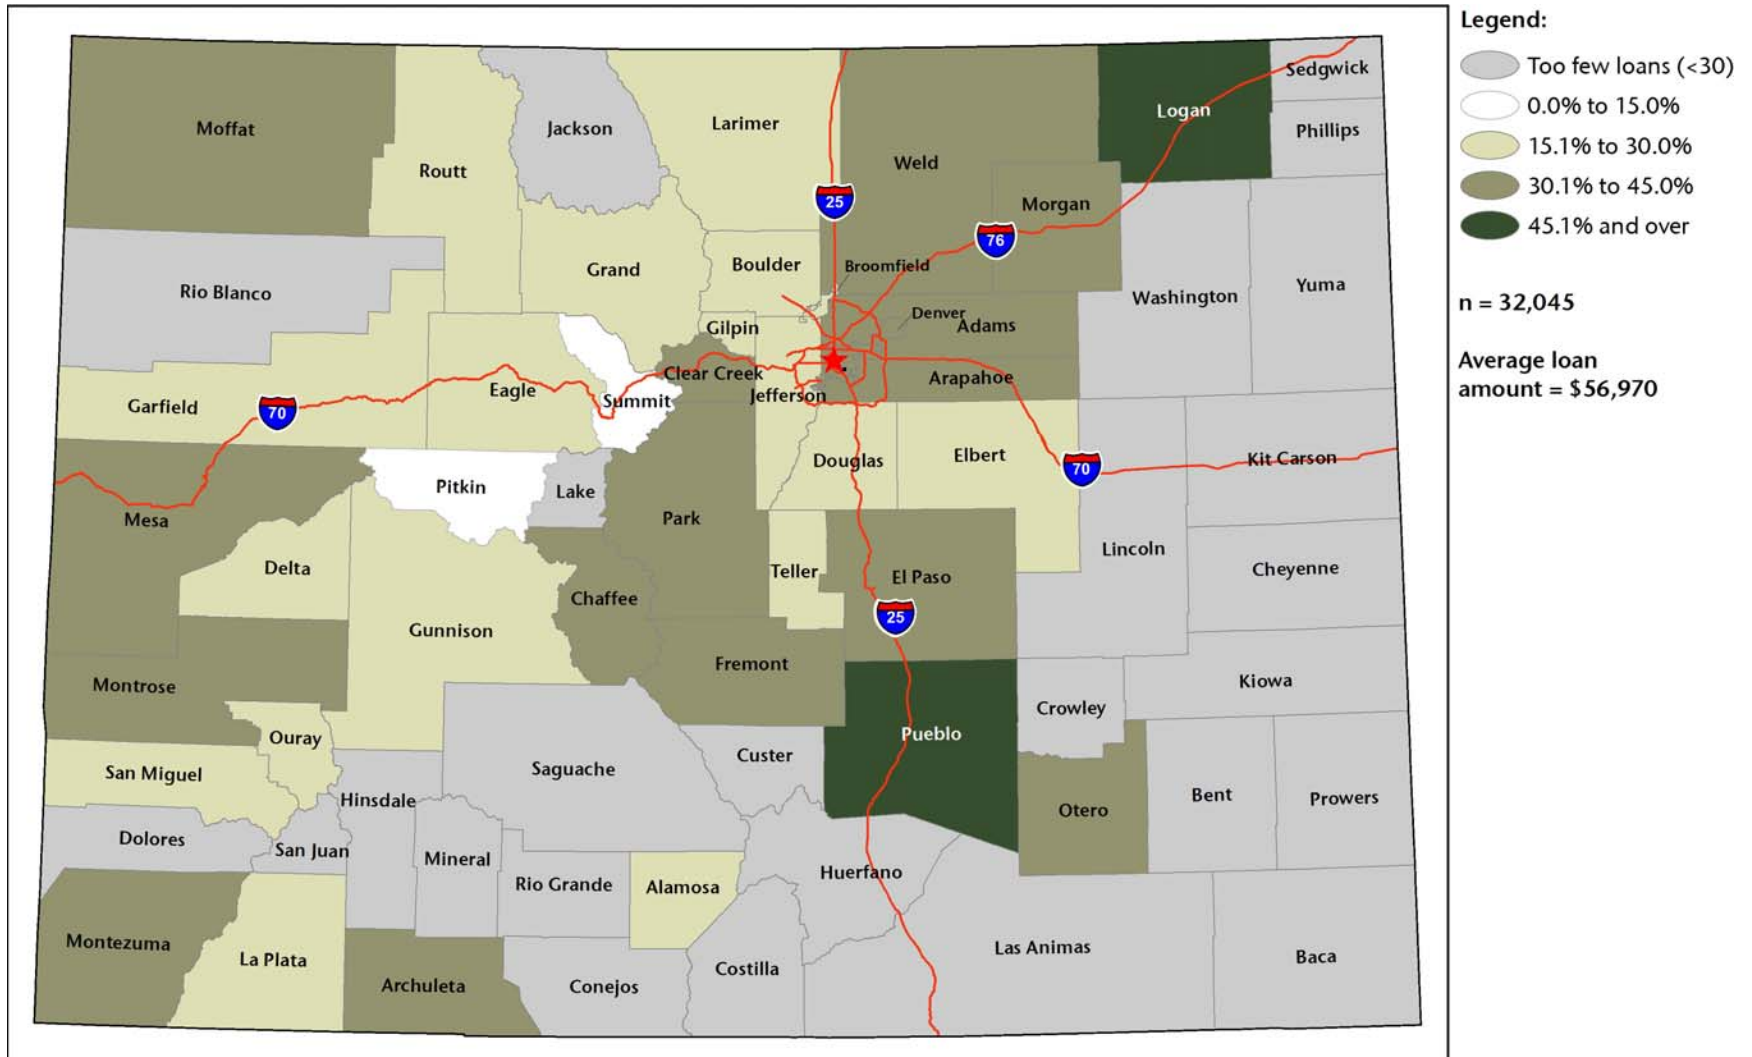 Legend:
Too few loans (<30)
0.0% to 15.0%
15.1% to 30.0%
30.1% to 45.0%
45.1% and over
n = 32,045
Average loan
amount = $56,970
Sedgwick
Logan
Moffat
Jackson
Larimer
Phillips
Weld
Routt
25
Morgan
76
Boulder
Broomfield
Grand
Yuma
Rio Blanco
Washington
Denver
Gilpin
Adams
Clear Creek
Arapahoe
Eagle
Jefferson
Summit
Garfield
70
Elbert
Douglas
Kit Carson
70
Pitkin
Lake
Mesa
Park
Lincoln
Delta
Teller
El Paso
Cheyenne
Chaffee
25
Gunnison
Fremont
Kiowa
Montrose
Crowley
Ouray
Pueblo
Custer
San Miguel
Saguache
Hinsdale
Bent
Prowers
Otero
Dolores
San Juan
Mineral
Huerfano
Rio Grande
Alamosa
Montezuma
Las Animas
La Plata
Costilla
Baca
Archuleta
Conejos